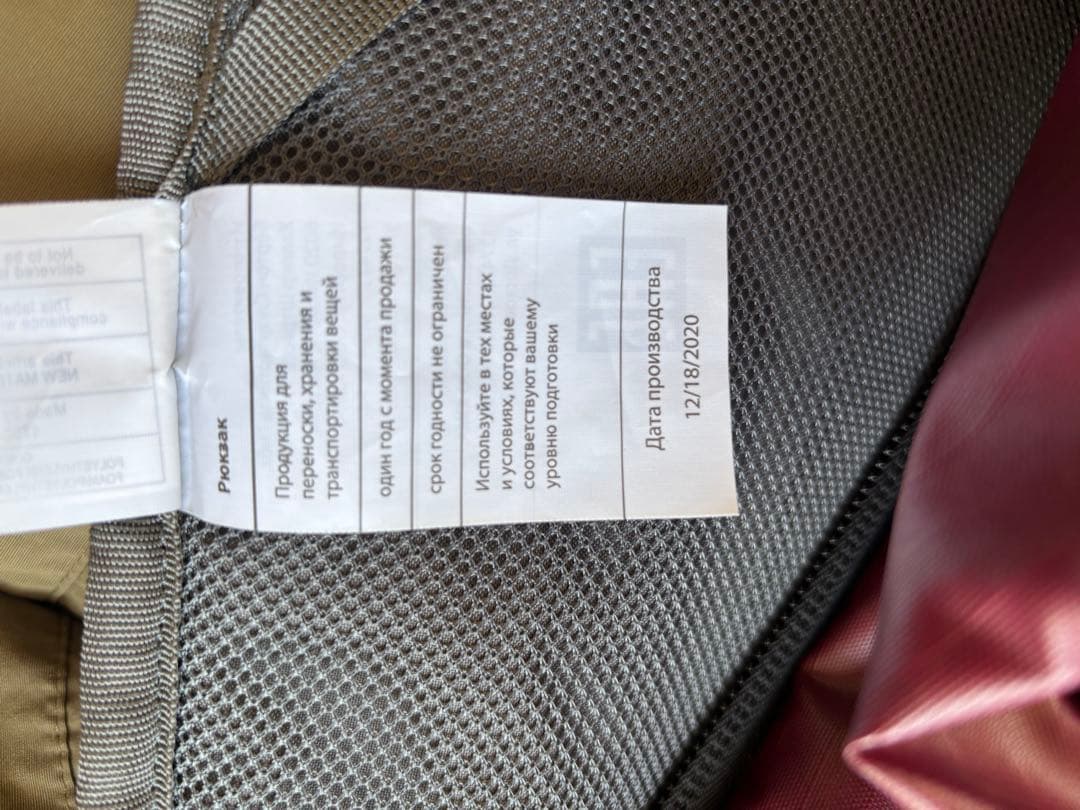 Рюкзак
Продукция для
переноски, хранения и
транспортировки вещей
один год с момента продажи
срок годности не ограничен
Используйте в тех местах
и условиях, которые
соответствуют вашему
уровню подготовки
Дата производства
12/18/2020